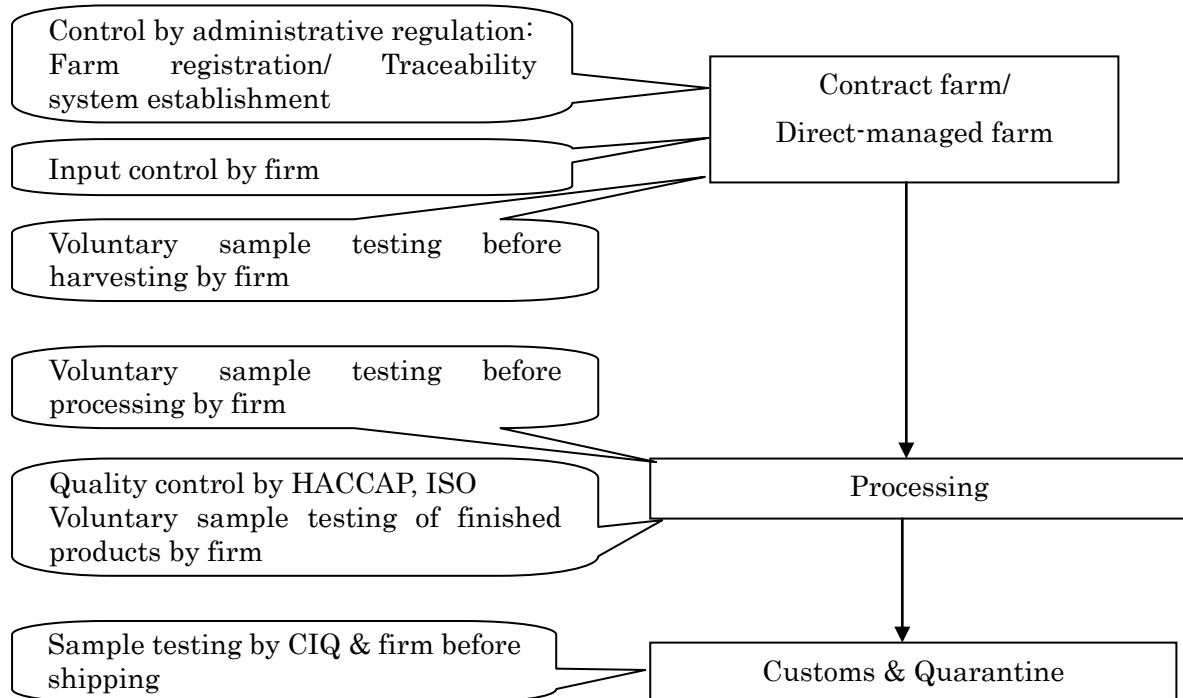 Control by administrative regulation:
Farm registration/ Traceability
system establishment
Contract farm/
Direct-managed farm
Input control by firm
Voluntary sample testing before
harvesting by firm
Voluntary sample testing before
processing by firm
Processing
Quality control by HACCAP, ISO
Voluntary sample testing of finished
products by firm
Sample testing by CIQ & firm before
shipping
Customs & Quarantine